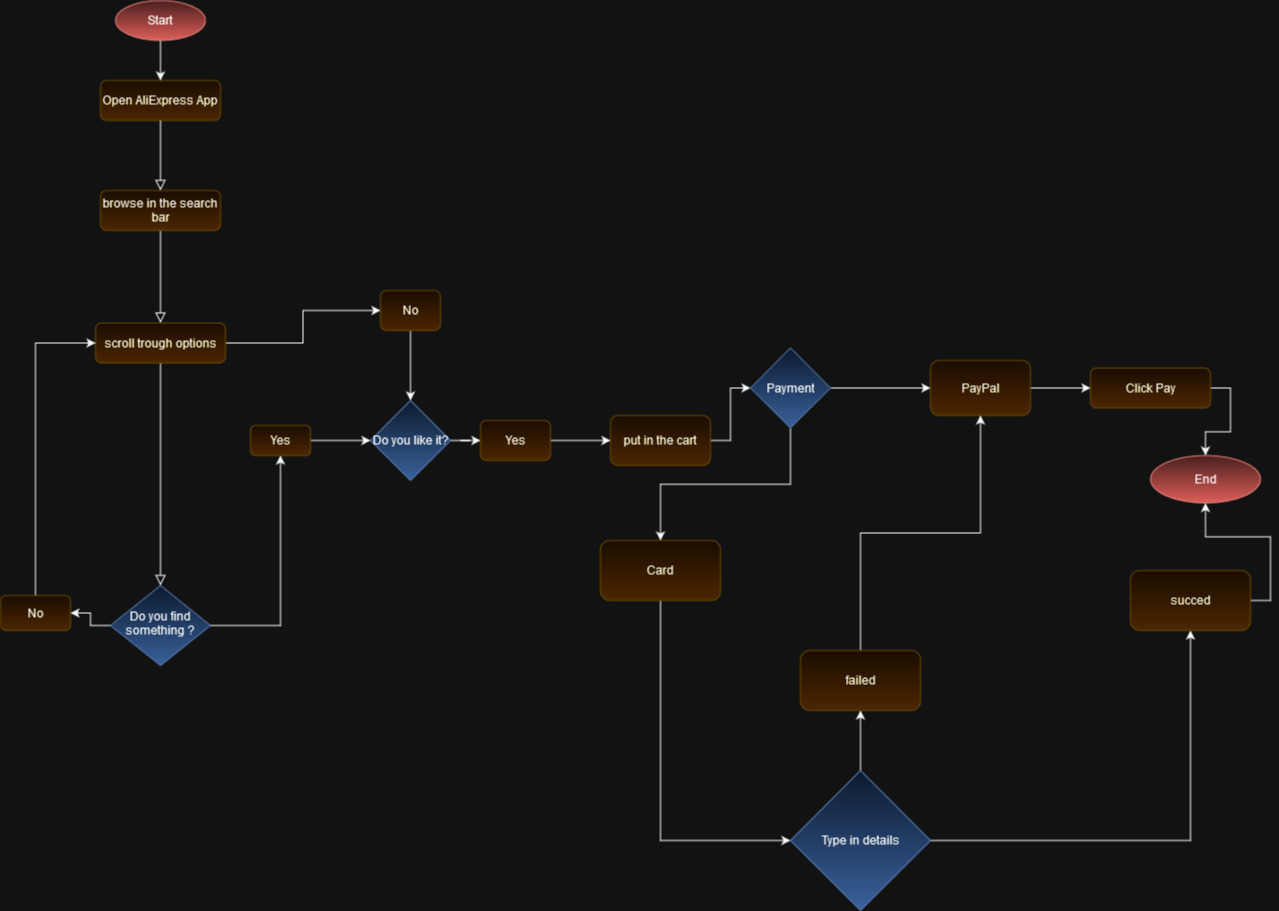 Start
Open AliExpress App
browse in the search
bar
No
scroll trough options
Payment
PayPal
Click Pay
Yes
Do you like it?
Yes
put in the cart
End
Card
succed
No
Do you find
something ?
failed
Type in details